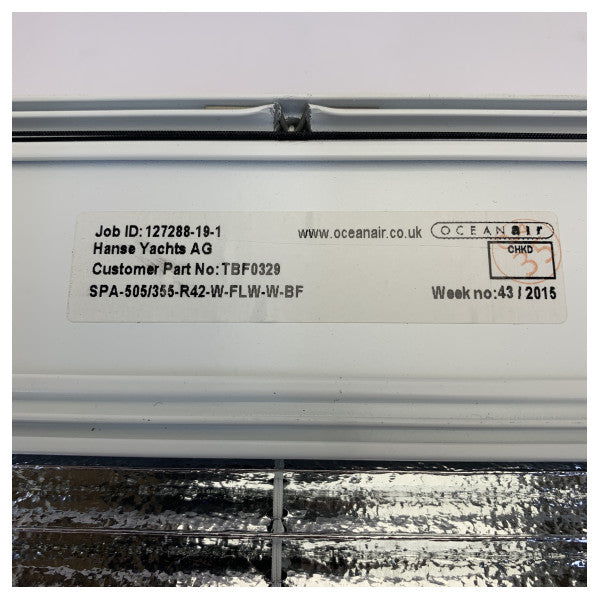 Job ID: 127288-19-1
www.oceanair.co.uk OCEANair
Hanse Yachts AG
CHKD
33
Customer Part No: TBF0329
SPA-505/355-R42-W-FLW-W-BF
Week no: 43 / 2015